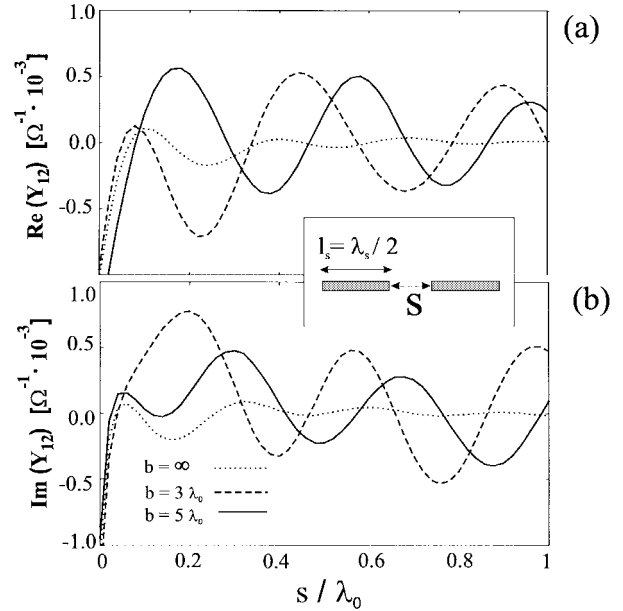 1.0
(a)
0.5
0.0
-0.5
Re (Y12) [Ω⁻¹ · 10⁻³]
lₛ= λₛ / 2
S
1.0
(b)
0.5
0.0
-0.5
-1.0
Im (Y12) [Ω⁻¹ · 10⁻³]
b = ∞
b = 3 λ₀
b = 5 λ₀
0 0.2 0.4 0.6 0.8 1
s / λ₀